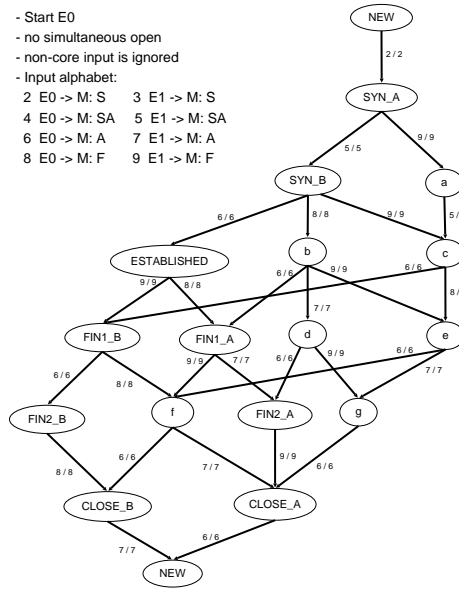 - Start E0
- no simultaneous open
- non-core input is ignored
- Input alphabet:
2 E0 -> M: S 3 E1 -> M: S
4 E0 -> M: SA 5 E1 -> M: SA
6 E0 -> M: A 7 E1 -> M: A
8 E0 -> M: F 9 E1 -> M: F
NEW
2 / 2
SYN_A
5 / 5 9 / 9
SYN_B a
6 / 6 8 / 8 9 / 9 5 /
ESTABLISHED b c
9 / 9 8 / 8 6 / 6 9 / 9 6 / 6 8 /
7 / 7
FIN1_B FIN1_A d e
6 / 6 8 / 8 9 / 9 7 / 7 6 / 6 9 / 9 6 / 6 7 / 7
FIN2_B f FIN2_A g
8 / 8 6 / 6 7 / 7 9 / 9 6 / 6
CLOSE_B CLOSE_A
7 / 7 6 / 6
NEW